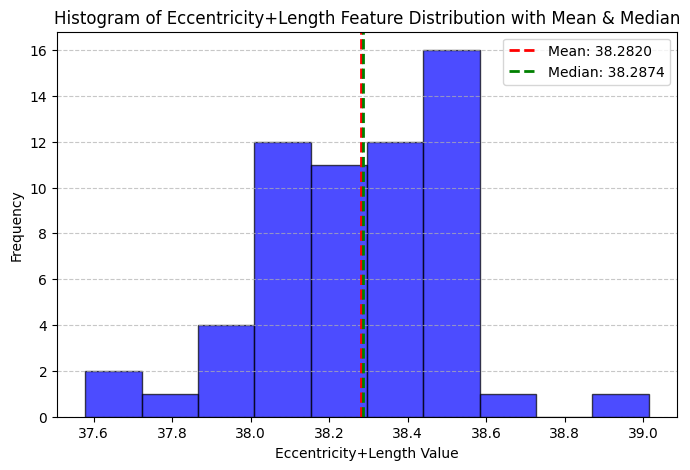 Histogram of Eccentricity+Length Feature Distribution with Mean & Median
Mean: 38.2820
Median: 38.2874
Frequency
16
14
12
10
8
6
4
2
0
37.6 37.8 38.0 38.2 38.4 38.6 38.8 39.0
Eccentricity+Length Value